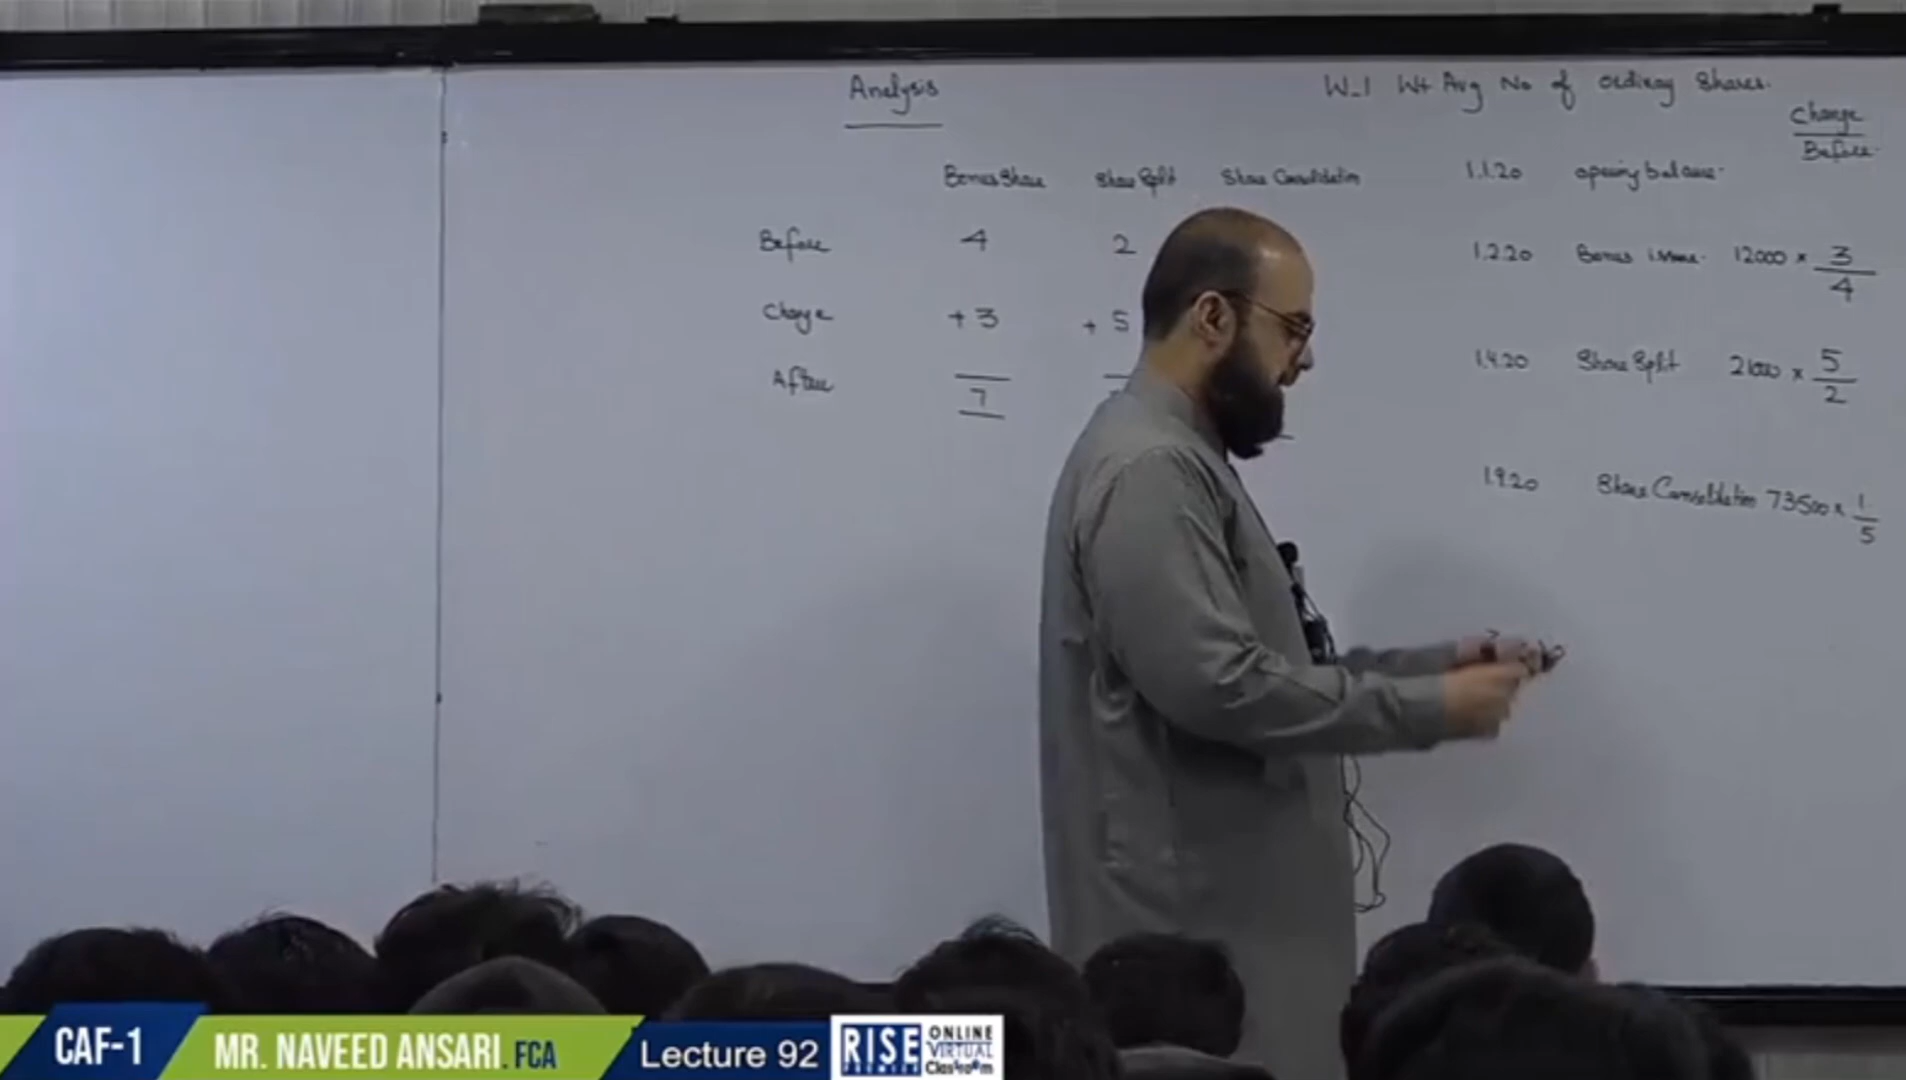 Analysis
Bonus Share Share Split Share Consolidation
Before 4 2
Change + 3 + 5
After 7
W-1 Wt Avg No of ordinary Shares.
Change
Before
1.1.20 opening balance
1.2.20 Bonus issue 12000 × 3/4
1.4.20 Share Split 21000 × 5/2
1.9.20 Share Consolidation 73500 × 1/5
CAF-1
MR. NAVEED ANSARI. FCA
Lecture 92
RISE
PREMIER
ONLINE
VIRTUAL
Classroom